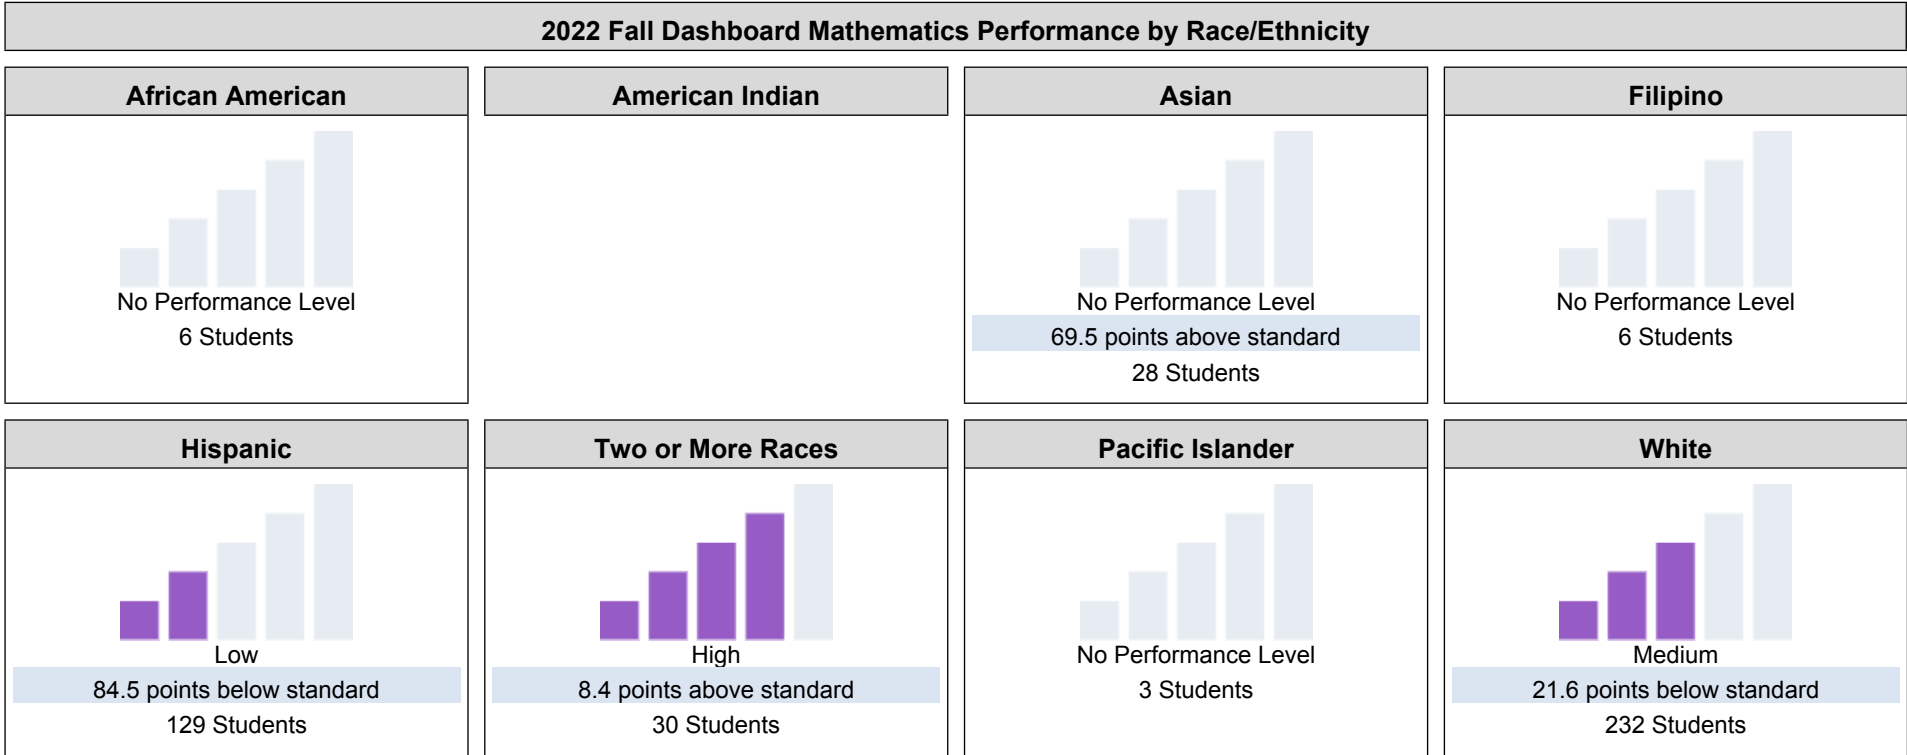 2022 Fall Dashboard Mathematics Performance by Race/Ethnicity
African American
No Performance Level
6 Students
American Indian
Asian
No Performance Level
69.5 points above standard
28 Students
Filipino
No Performance Level
6 Students
Hispanic
Low
84.5 points below standard
129 Students
Two or More Races
High
8.4 points above standard
30 Students
Pacific Islander
No Performance Level
3 Students
White
Medium
21.6 points below standard
232 Students